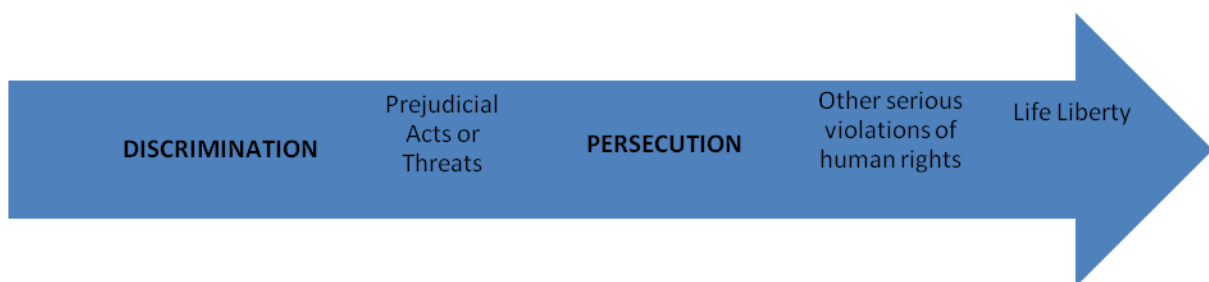 DISCRIMINATION
Prejudicial
Acts or
Threats
PERSECUTION
Other serious
violations of
human rights
Life Liberty